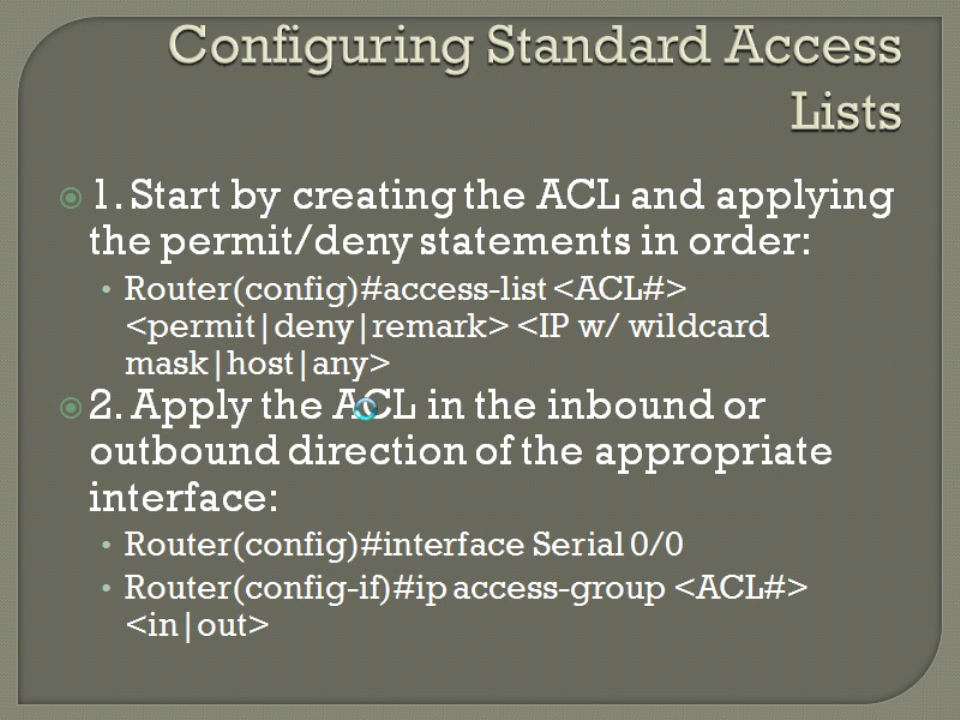 Configuring Standard Access
Lists
1. Start by creating the ACL and applying
the permit/deny statements in order:
Router(config)#access-list <ACL#>
<permit|deny|remark> <IP w/ wildcard
mask|host|any>
2. Apply the ACL in the inbound or
outbound direction of the appropriate
interface:
Router(config)#interface Serial 0/0
Router(config-if)#ip access-group <ACL#>
<in|out>